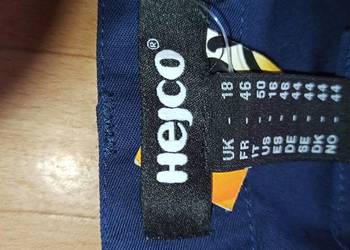 Hejco®
UK - 18
FR - 46
IT - 50
US - 16
ES - 46
DE - 44
SE - 44
DK - 44
NO - 44